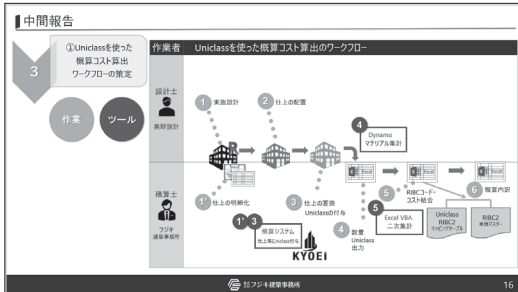 中間報告
3
①Uniclassを使った
概算コスト算出
ワークフローの策定
作業
ツール
作業者
Uniclassを使った概算コスト算出のワークフロー
設計士
奥野設計
1 実施設計
2 仕上の配置
4
Dynamo
マテリアル集計
R
Excel
Excel
Excel
積算士
フジキ
建築事務所
1' 仕上の明細化
3 仕上の置換
Uniclassの付与
1' 3
積算システム
仕上毎にUniclass付与
KYOEI
4 数量
Uniclass
出力
5 RIBCコード・
コスト結合
5
Excel VBA
二次集計
6 概算内訳
Uniclass
RIBC2
マッピングテーブル
RIBC2
単価マスター
フジキ建築事務所
16